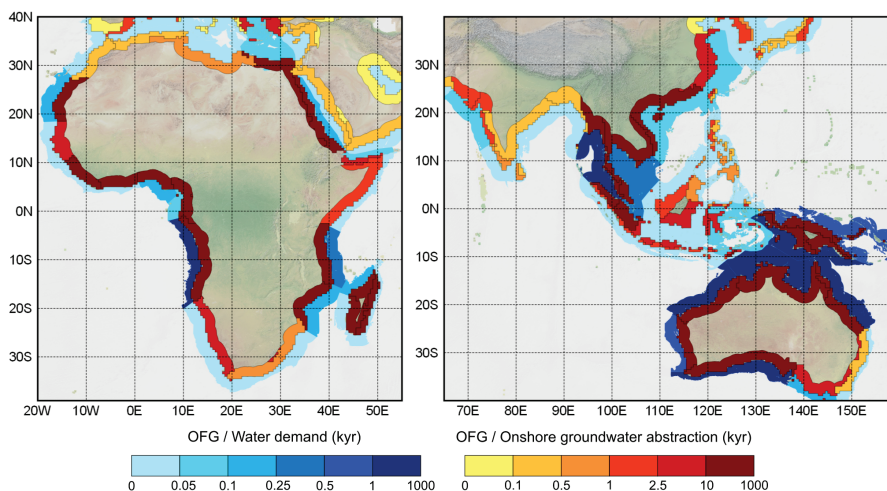 40N
30N
20N
10N
0N
10S
20S
30S
20W 10W 0E 10E 20E 30E 40E 50E
40N
30N
20N
10N
0N
10S
20S
30S
70E 80E 90E 100E 110E 120E 130E 140E 150E
OFG / Water demand (kyr)
0 0.05 0.1 0.25 0.5 1 1000
OFG / Onshore groundwater abstraction (kyr)
0 0.1 0.5 1 2.5 10 1000